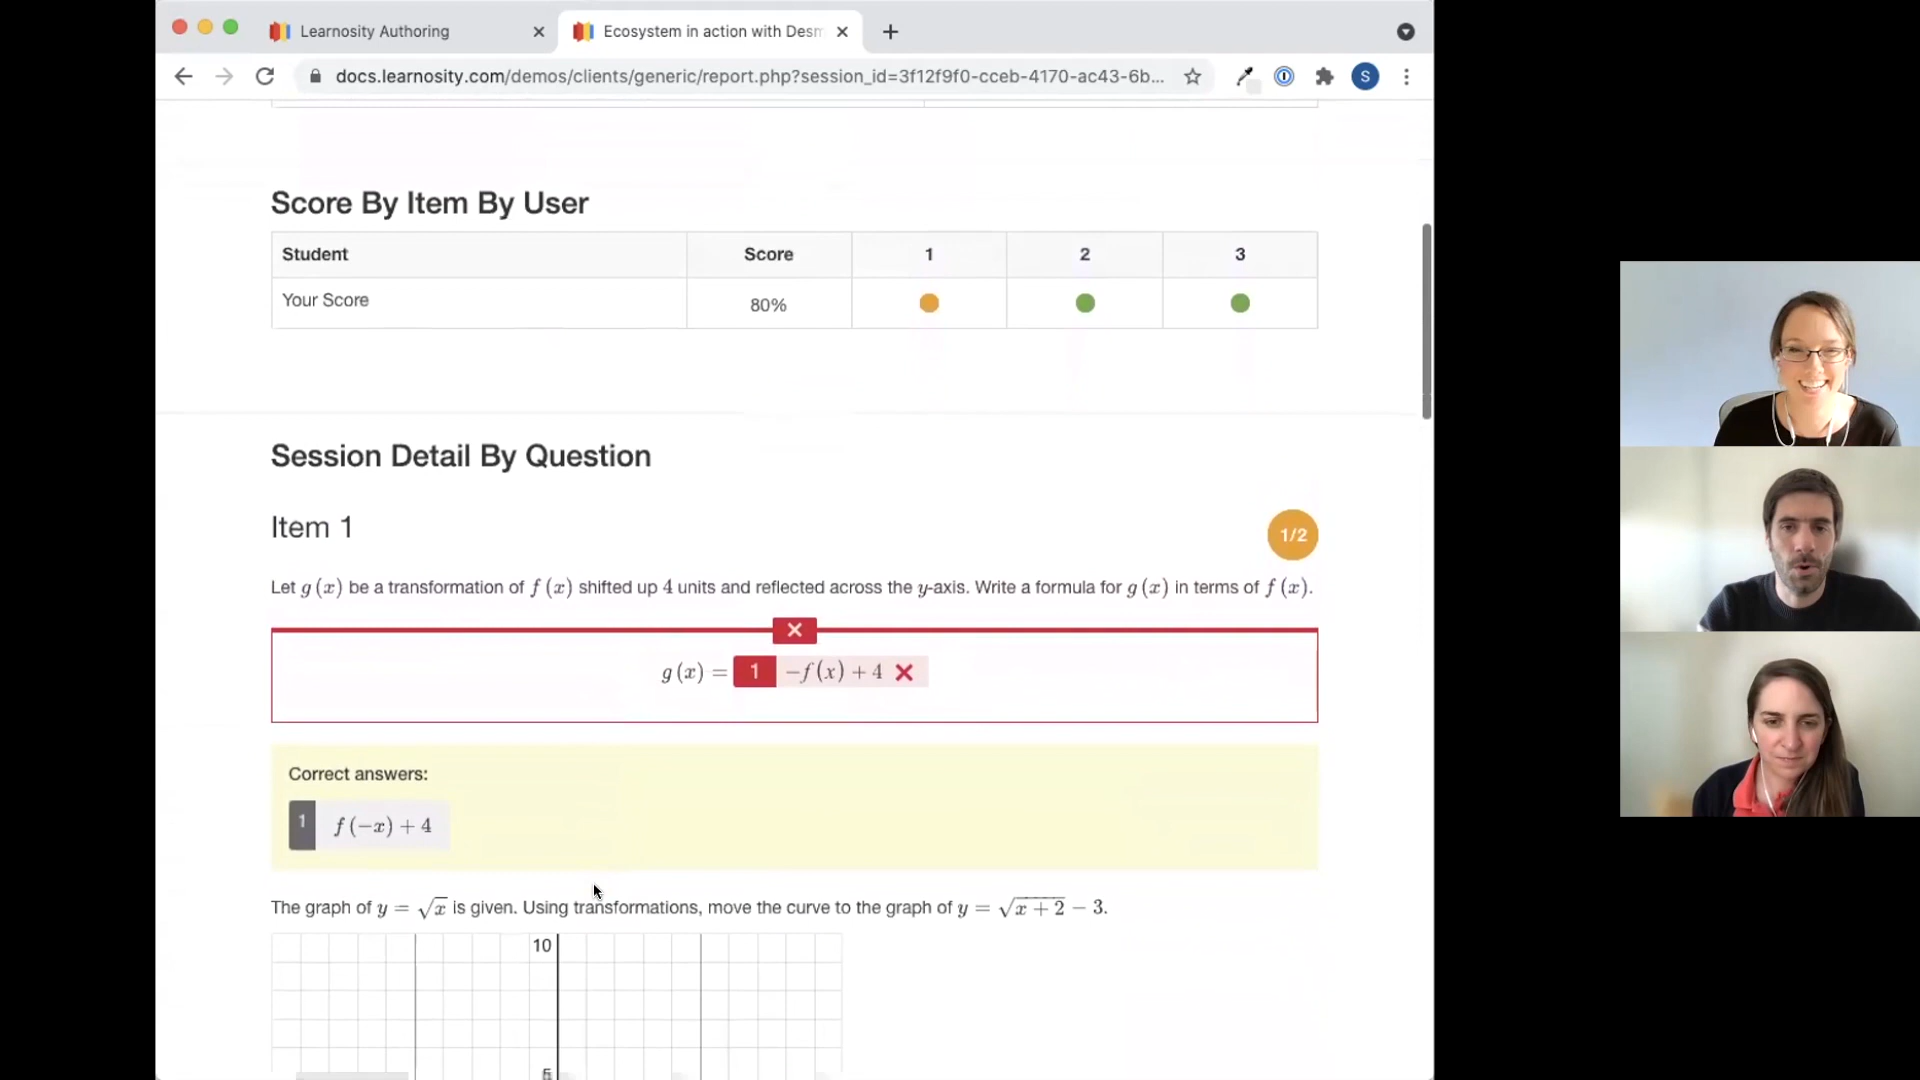 Learnosity Authoring
Ecosystem in action with Desm
docs.learnosity.com/demos/clients/generic/report.php?session_id=3f12f9f0-cceb-4170-ac43-6b...
S
Score By Item By User
Student Score 1 2 3
Your Score 80%
Session Detail By Question
Item 1
1/2
Let g(x) be a transformation of f(x) shifted up 4 units and reflected across the y-axis. Write a formula for g(x) in terms of f(x).
g(x) = 1 −f(x) + 4
Correct answers:
1 f(−x) + 4
The graph of y = √x is given. Using transformations, move the curve to the graph of y = √(x + 2) − 3.
10
5